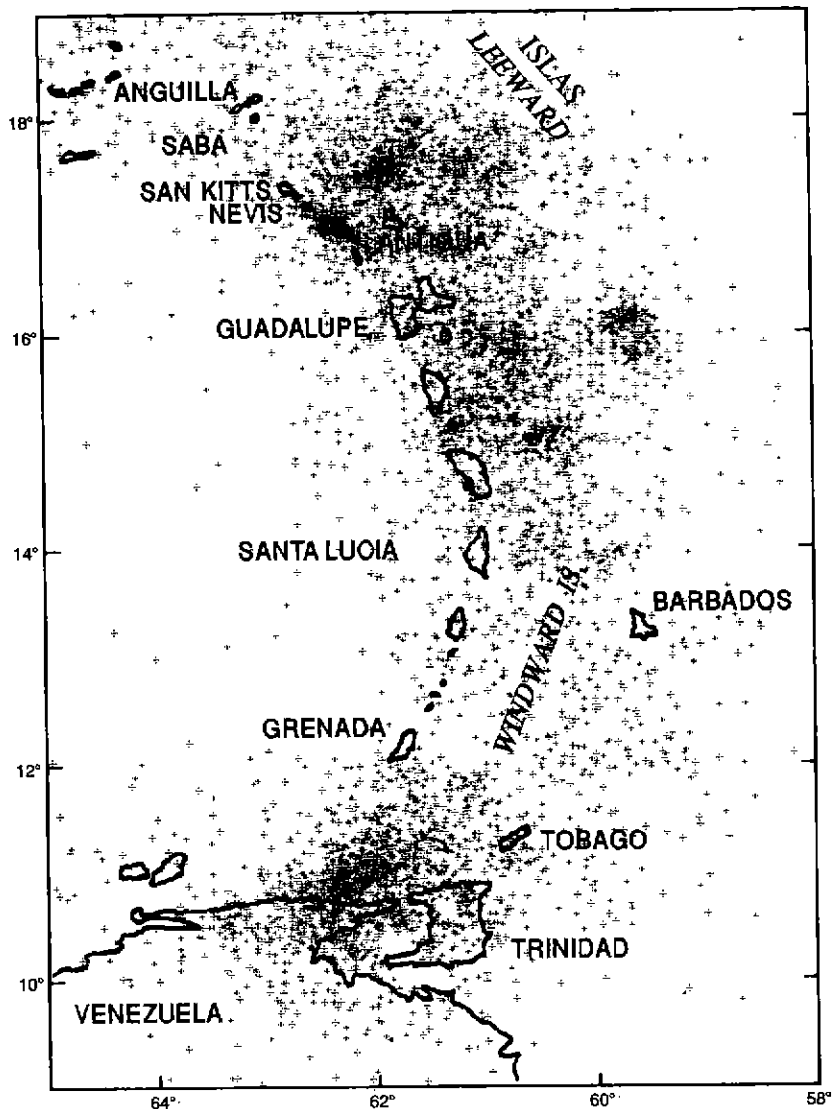 ISLAS
LEEWARD
ANGUILLA
18°
SABA
SAN KITTS
NEVIS
ANTIGUA
16°
GUADALUPE
14°
SANTA LUOIA
WINDWARD IS.
BARBADOS
GRENADA
12°
TOBAGO
TRINIDAD
10°
VENEZUELA
64°
62°
60°
58°